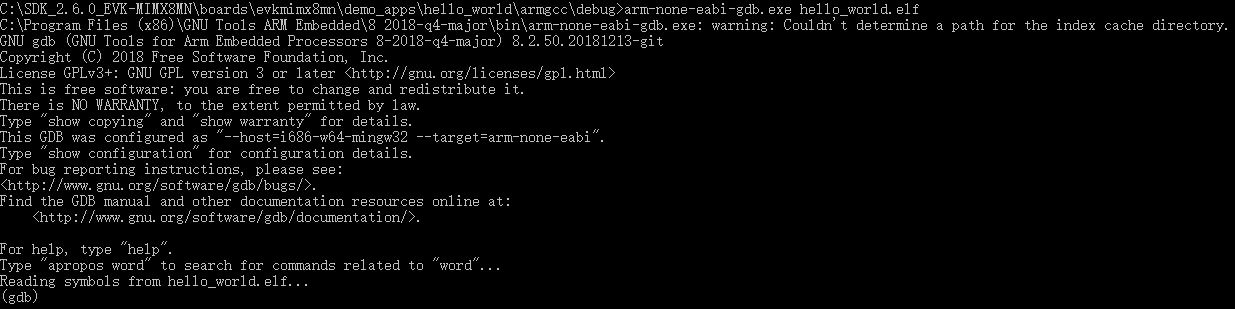 C:\SDK_2.6.0_EVK-MIMX8MN\boards\evkmimx8mn\demo_apps\hello_world\armgcc\debug>arm-none-eabi-gdb.exe hello_world.elf
C:\Program Files (x86)\GNU Tools ARM Embedded\8 2018-q4-major\bin\arm-none-eabi-gdb.exe: warning: Couldn't determine a path for the index cache directory.
GNU gdb (GNU Tools for Arm Embedded Processors 8-2018-q4-major) 8.2.50.20181213-git
Copyright (C) 2018 Free Software Foundation, Inc.
License GPLv3+: GNU GPL version 3 or later <http://gnu.org/licenses/gpl.html>
This is free software: you are free to change and redistribute it.
There is NO WARRANTY, to the extent permitted by law.
Type "show copying" and "show warranty" for details.
This GDB was configured as "--host=i686-w64-mingw32 --target=arm-none-eabi".
Type "show configuration" for configuration details.
For bug reporting instructions, please see:
<http://www.gnu.org/software/gdb/bugs/>.
Find the GDB manual and other documentation resources online at:
    <http://www.gnu.org/software/gdb/documentation/>.

For help, type "help".
Type "apropos word" to search for commands related to "word"...
Reading symbols from hello_world.elf...
(gdb)